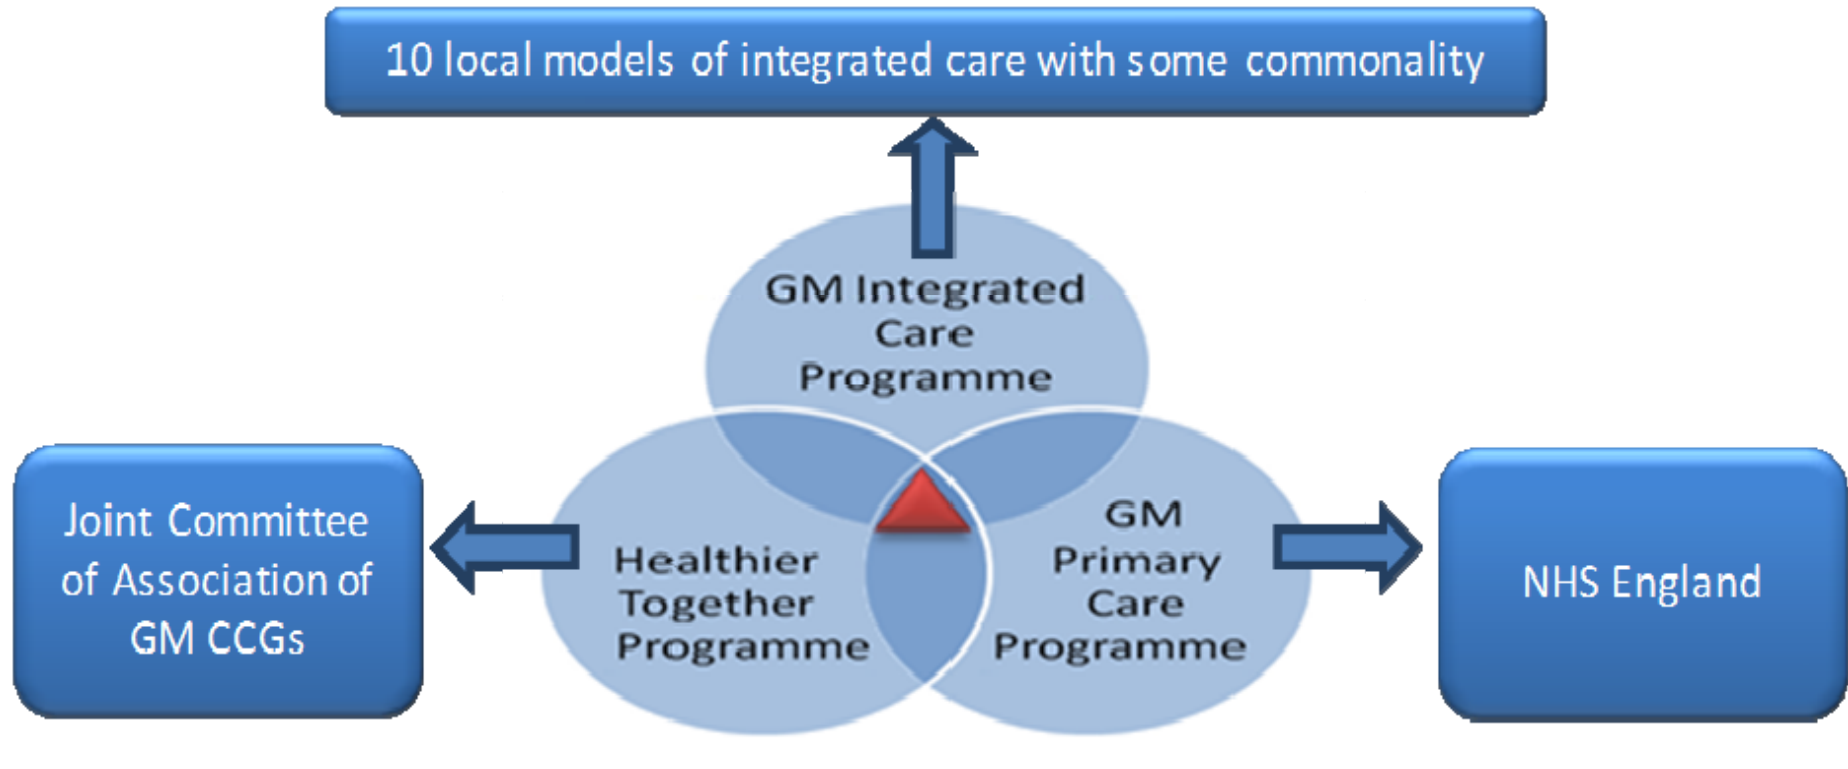 10 local models of integrated care with some commonality
GM Integrated
Care
Programme
Joint Committee
of Association of
GM CCGs
Healthier
Together
Programme
GM
Primary
Care
Programme
NHS England